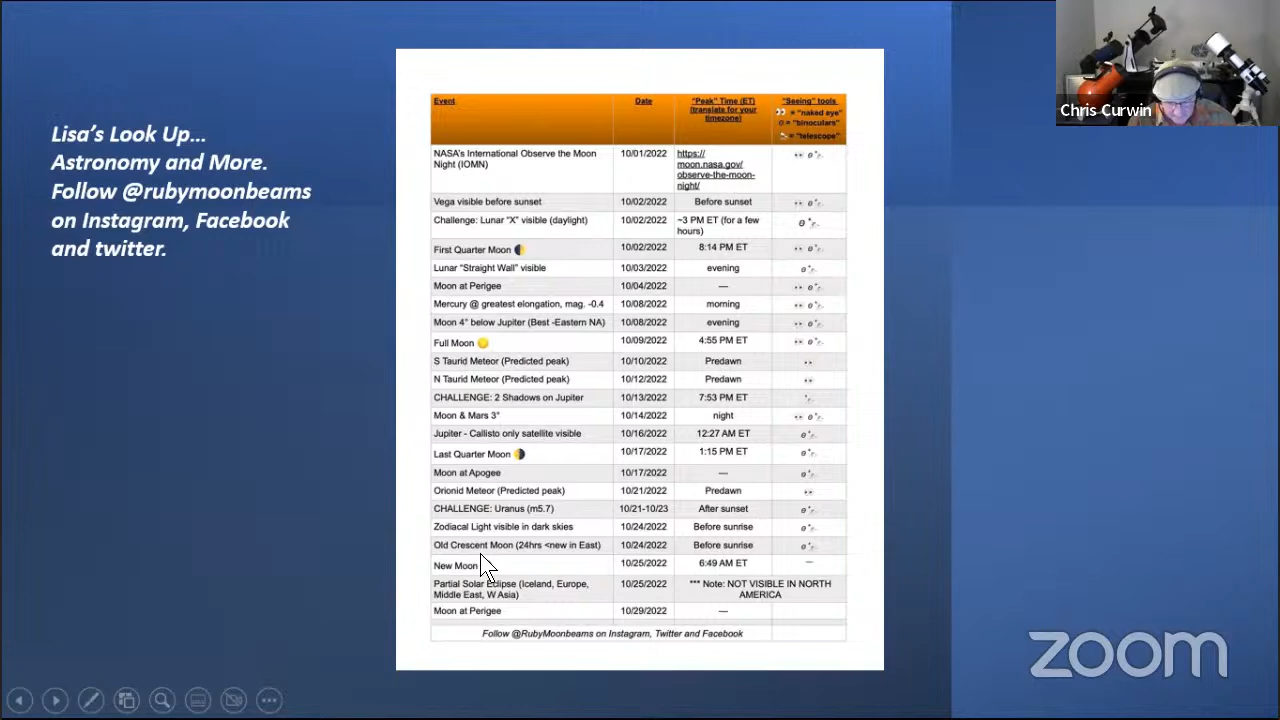 Lisa's Look Up...
Astronomy and More.
Follow @rubymoonbeams
on Instagram, Facebook
and twitter.
Event Date "Peak" Time (ET) "Seeing" tools
(translate for your 👀 = "naked eye"
timezone) = "binoculars"
= "telescope"
NASA's International Observe the Moon 10/01/2022 https://
Night (IOMN) moon.nasa.gov/
observe-the-moon-
night/
Vega visible before sunset 10/02/2022 Before sunset
Challenge: Lunar "X" visible (daylight) 10/02/2022 ~3 PM ET (for a few
hours)
First Quarter Moon 🌓 10/02/2022 8:14 PM ET
Lunar "Straight Wall" visible 10/03/2022 evening
Moon at Perigee 10/04/2022 —
Mercury @ greatest elongation, mag. -0.4 10/08/2022 morning
Moon 4° below Jupiter (Best -Eastern NA) 10/08/2022 evening
Full Moon 🌕 10/09/2022 4:55 PM ET
S Taurid Meteor (Predicted peak) 10/10/2022 Predawn
N Taurid Meteor (Predicted peak) 10/12/2022 Predawn
CHALLENGE: 2 Shadows on Jupiter 10/13/2022 7:53 PM ET
Moon & Mars 3° 10/14/2022 night
Jupiter - Callisto only satellite visible 10/16/2022 12:27 AM ET
Last Quarter Moon 🌗 10/17/2022 1:15 PM ET
Moon at Apogee 10/17/2022 —
Orionid Meteor (Predicted peak) 10/21/2022 Predawn
CHALLENGE: Uranus (m5.7) 10/21-10/23 After sunset
Zodiacal Light visible in dark skies 10/24/2022 Before sunrise
Old Crescent Moon (24hrs <new in East) 10/24/2022 Before sunrise
New Moon 10/25/2022 6:49 AM ET —
Partial Solar Eclipse (Iceland, Europe, 10/25/2022 *** Note: NOT VISIBLE IN NORTH
Middle East, W Asia) AMERICA
Moon at Perigee 10/29/2022 —
Follow @RubyMoonbeams on Instagram, Twitter and Facebook
Chris Curwin
zoom